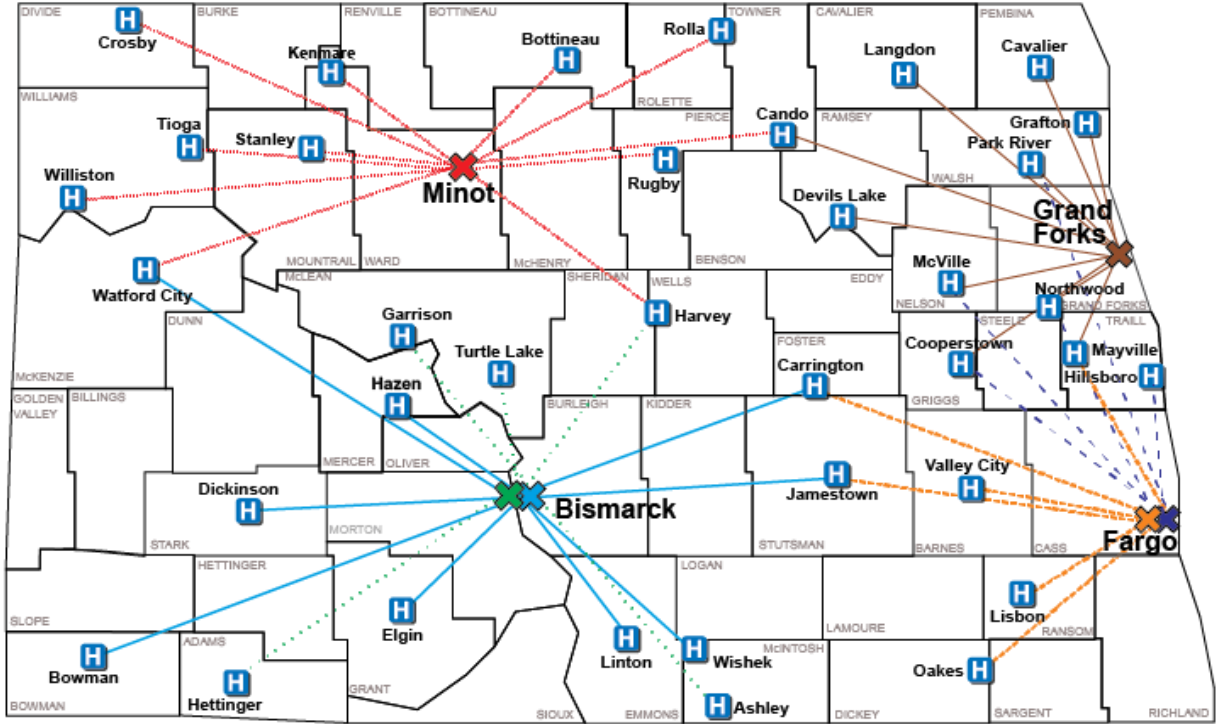 DIVIDE
BURKE
RENVILLE
BOTTINEAU
TOWNER
CAVALIER
PEMBINA
H
Crosby
Kenmare
H
Bottineau
H
Rolla
H
Langdon
H
Cavalier
H
WILLIAMS
ROLETTE
PIERCE
RAMSEY
Tioga
H
Stanley
H
Cando
H
Grafton
H
Park River
H
Williston
H
Minot
H
Rugby
WALSH
Devils Lake
H
Grand
Forks
H
Watford City
MOUNTRAIL
WARD
McHENRY
BENSON
EDDY
McVille
H
McLEAN
SHERIDAN
WELLS
NELSON
Northwood
H
GRAND FORKS
DUNN
Garrison
H
H
Harvey
STEELE
TRAILL
Turtle Lake
H
FOSTER
Carrington
H
Cooperstown
H
H
Mayville
Hillsboro
H
McKENZIE
GOLDEN
VALLEY
BILLINGS
Hazen
H
BURLEIGH
KIDDER
GRIGGS
MERCER
OLIVER
Dickinson
H
Bismarck
H
Jamestown
Valley City
H
MORTON
STARK
STUTSMAN
BARNES
CASS
Fargo
HETTINGER
LOGAN
SLOPE
H
Elgin
H
Lisbon
RANSOM
LAMOURE
ADAMS
H
Linton
H
Wishek
McINTOSH
H
Bowman
Oakes
H
H
Hettinger
GRANT
BOWMAN
SIOUX
EMMONS
H
Ashley
DICKEY
SARGENT
RICHLAND